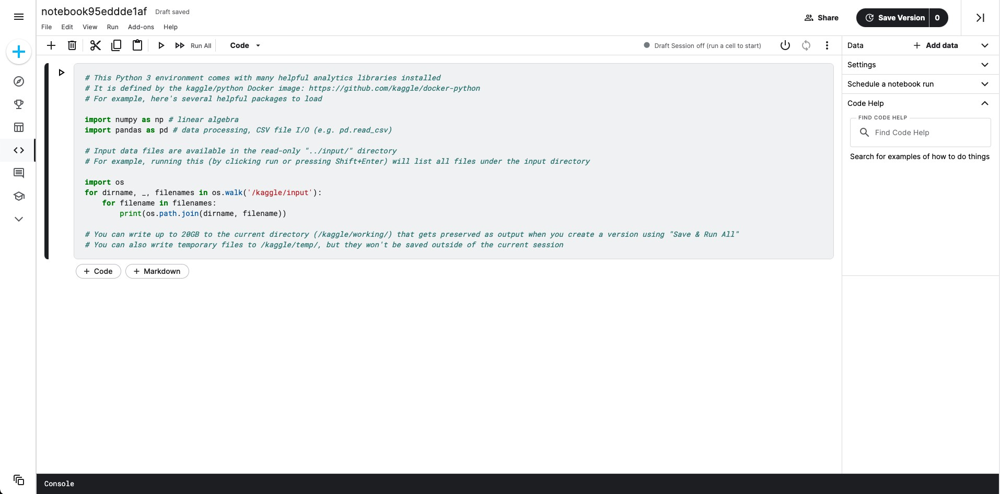 notebook95eddde1af Draft saved
File Edit View Run Add-ons Help
Share
Save Version 0
Run All Code
Draft Session off (run a cell to start)
# This Python 3 environment comes with many helpful analytics libraries installed
# It is defined by the kaggle/python Docker image: https://github.com/kaggle/docker-python
# For example, here's several helpful packages to load
import numpy as np # linear algebra
import pandas as pd # data processing, CSV file I/O (e.g. pd.read_csv)
# Input data files are available in the read-only "../input/" directory
# For example, running this (by clicking run or pressing Shift+Enter) will list all files under the input directory
import os
for dirname, _, filenames in os.walk('/kaggle/input'):
    for filename in filenames:
        print(os.path.join(dirname, filename))
# You can write up to 20GB to the current directory (/kaggle/working/) that gets preserved as output when you create a version using "Save & Run All"
# You can also write temporary files to /kaggle/temp/, but they won't be saved outside of the current session
+ Code + Markdown
Data + Add data
Settings
Schedule a notebook run
Code Help
FIND CODE HELP
Find Code Help
Search for examples of how to do things
Console